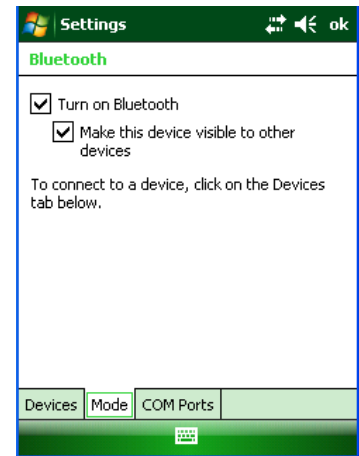 Settings ok
Bluetooth
Turn on Bluetooth
Make this device visible to other
devices
To connect to a device, click on the Devices
tab below.
Devices Mode COM Ports